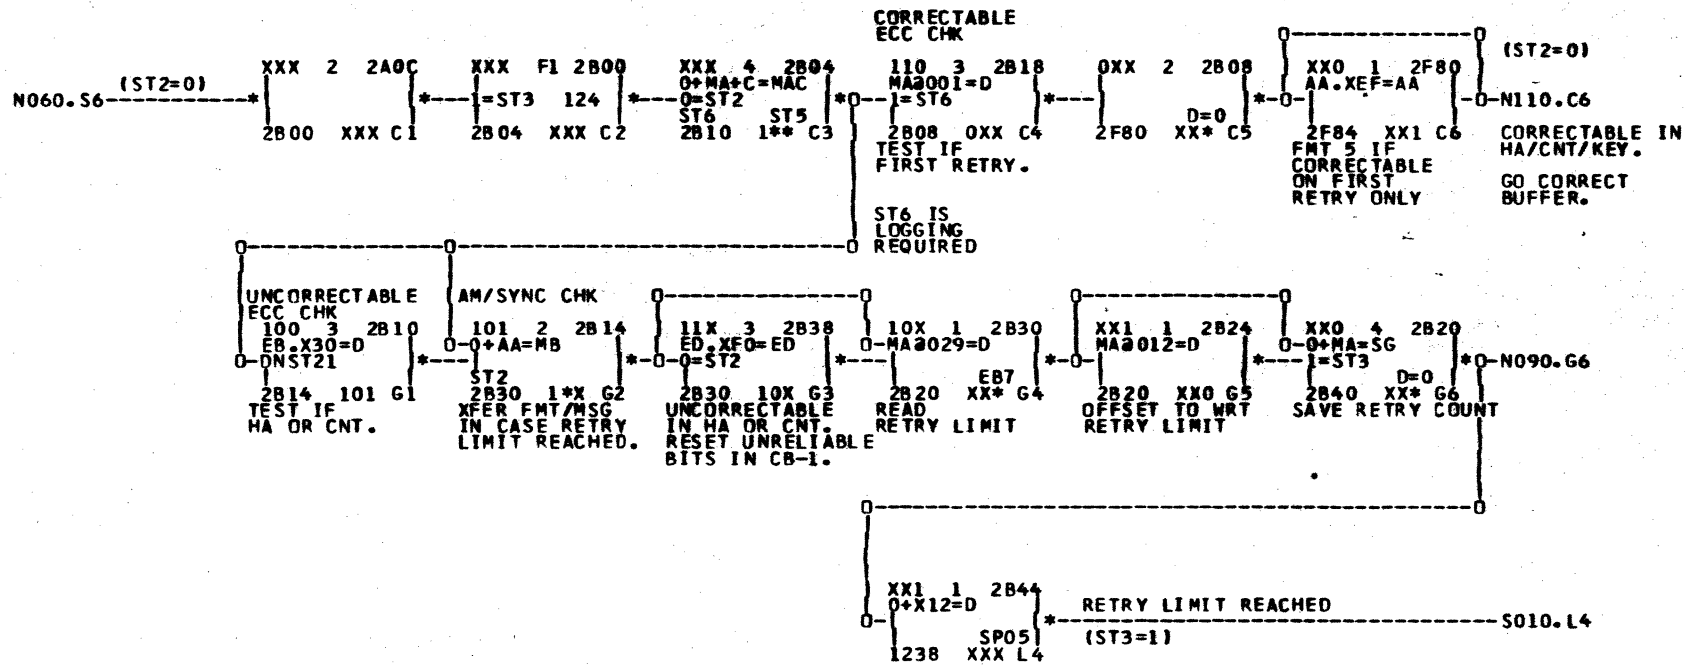 CORRECTABLE
ECC CHK
(ST2=0)
XXX 2 2A0C
XXX F1 2B00
XXX 4 2B04
110 3 2B18
0XX 2 2B08
XX0 1 2F80
(ST2=0)
0+MA+C=MAC
MAa001=D
AA.XEF=AA
N060.S6
1=ST3 124
0=ST2
1=ST6
N110.C6
ST6 ST5
D=0
2B00 XXX C1
2B04 XXX C2
2B10 1** C3
2B08 0XX C4
2F80 XX* C5
2F84 XX1 C6
TEST IF
FIRST RETRY.
FMT 5 IF
CORRECTABLE
ON FIRST
RETRY ONLY
CORRECTABLE IN
HA/CNT/KEY.
GO CORRECT
BUFFER.
ST6 IS
LOGGING
REQUIRED
UNCORRECTABLE
ECC CHK
AM/SYNC CHK
100 3 2B10
101 2 2B14
11X 3 2B38
10X 1 2B30
XX1 1 2B24
XX0 4 2B20
EB.X30=D
0+AA=MB
ED.XF0=ED
MAa029=D
MAa012=D
0+MA=SG
DNST21
0=ST2
1=ST3
N090.G6
ST2
EB7
D=0
2B14 101 G1
2B30 1*X G2
2B30 10X G3
2B20 XX* G4
2B20 XX0 G5
2B40 XX* G6
TEST IF
HA OR CNT.
XFER FMT/MSG
IN CASE RETRY
LIMIT REACHED.
UNCORRECTABLE
IN HA OR CNT.
RESET UNRELIABLE
BITS IN CB-1.
READ
RETRY LIMIT
OFFSET TO WRT
RETRY LIMIT
SAVE RETRY COUNT
XX1 1 2B44
0+X12=D
RETRY LIMIT REACHED
S010.L4
SP05
(ST3=1)
1238 XXX L4